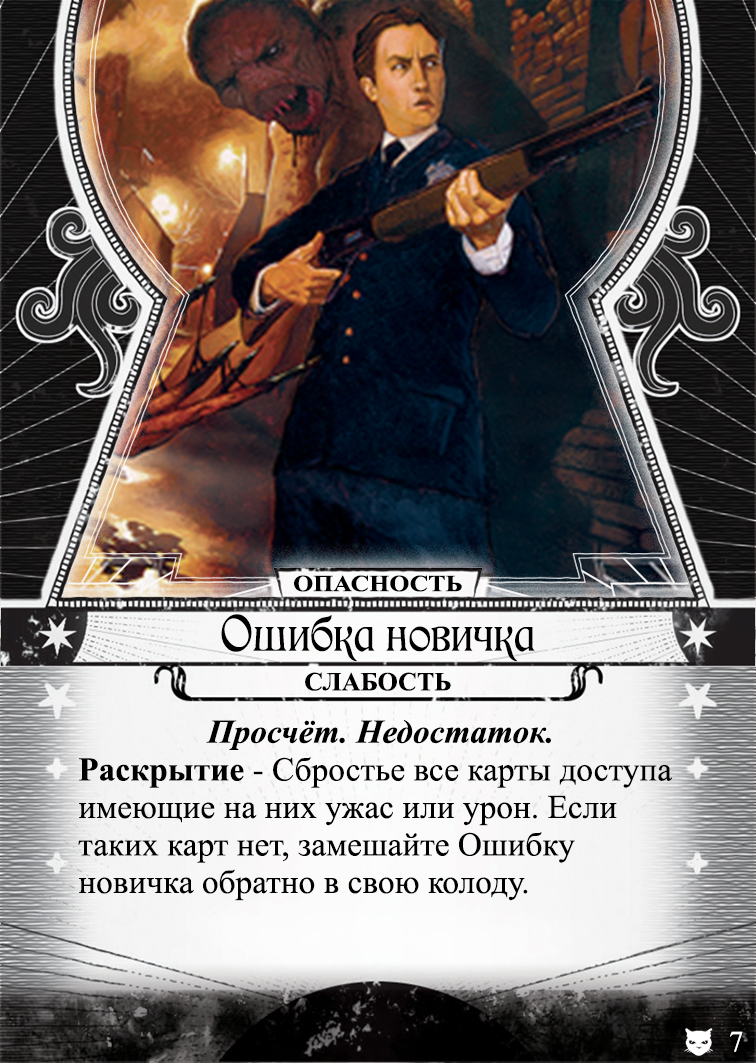 ОПАСНОСТЬ
Ошибка новичка
СЛАБОСТЬ
Просчёт. Недостаток.
Раскрытие - Сбростье все карты доступа
имеющие на них ужас или урон. Если
таких карт нет, замешайте Ошибку
новичка обратно в свою колоду.
7